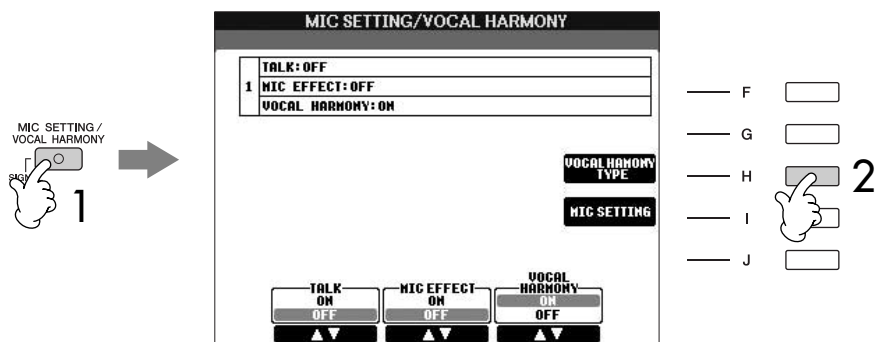 MIC SETTING/VOCAL HARMONY
TALK:OFF
1 MIC EFFECT:OFF
VOCAL HARMONY:ON
MIC SETTING /
VOCAL HARMONY
1
VOCAL HAMONY
TYPE
MIC SETTING
F
G
H
I
J
2
TALK
ON
OFF
MIC EFFECT
ON
OFF
VOCAL
HARMONY
ON
OFF